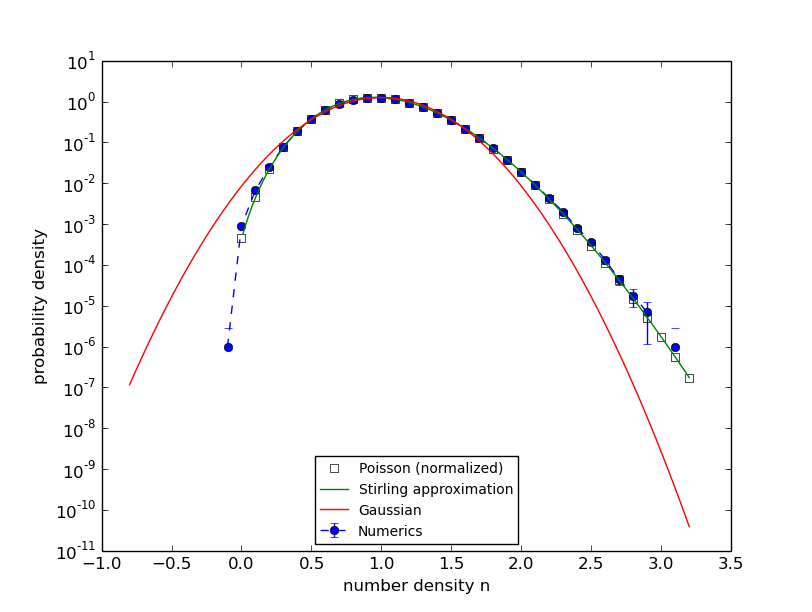 10^1
10^0
10^-1
10^-2
10^-3
10^-4
10^-5
10^-6
10^-7
10^-8
10^-9
10^-10
10^-11
probability density
Poisson (normalized)
Stirling approximation
Gaussian
Numerics
−1.0 −0.5 0.0 0.5 1.0 1.5 2.0 2.5 3.0 3.5
number density n